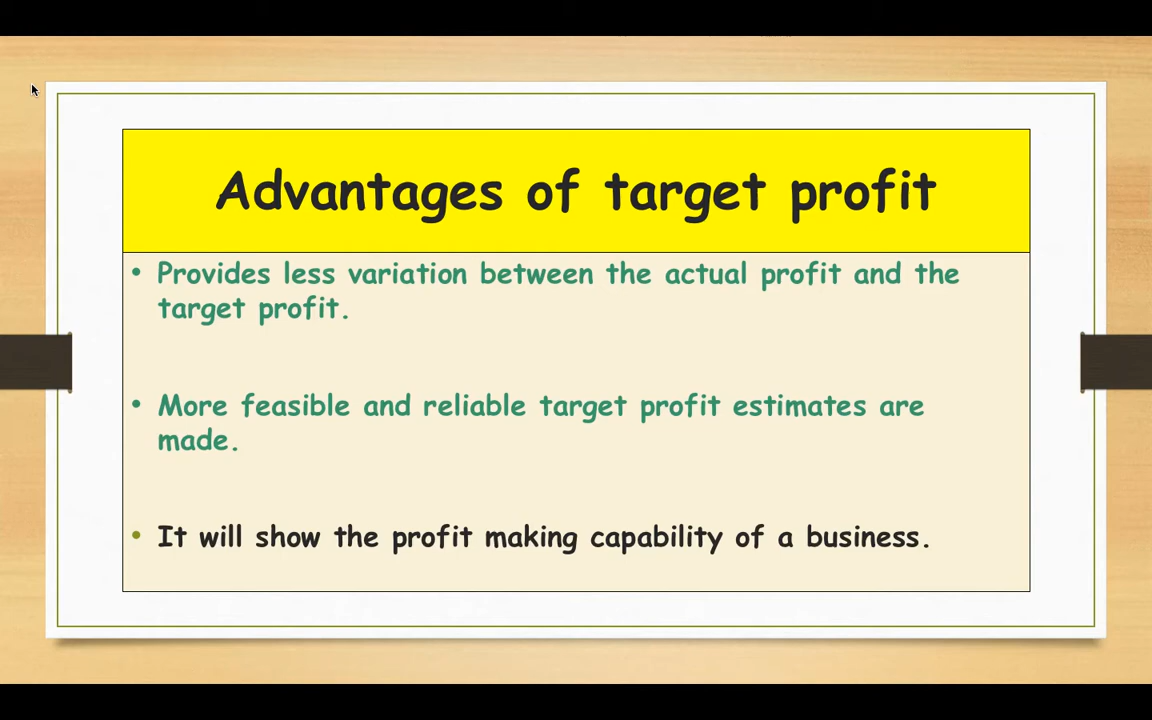 Advantages of target profit
• Provides less variation between the actual profit and the
target profit.
• More feasible and reliable target profit estimates are
made.
• It will show the profit making capability of a business.